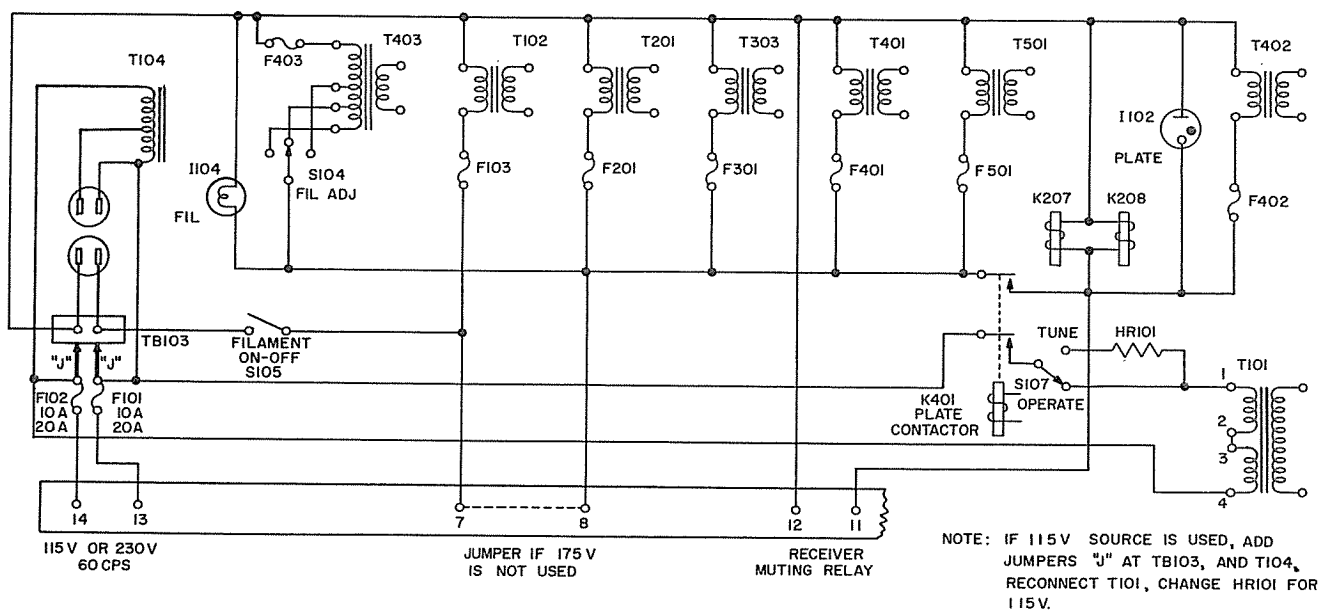 T104
F403
T403
T102
T201
T303
T401
T501
T402
I102
PLATE
I104
FIL
S104
FIL ADJ
F103
F201
F301
F401
F501
K207
K208
F402
TB103
"J" "J"
FILAMENT
ON-OFF
S105
TUNE
HR101
T101
S107
OPERATE
K401
PLATE
CONTACTOR
1
2
3
4
F102
10A
20A
F101
10A
20A
14
13
7
8
12
11
115V OR 230V
60CPS
JUMPER IF 175V
IS NOT USED
RECEIVER
MUTING RELAY
NOTE: IF 115V SOURCE IS USED, ADD
JUMPERS "J" AT TB103, AND T104,
RECONNECT T101, CHANGE HR101 FOR
115V.